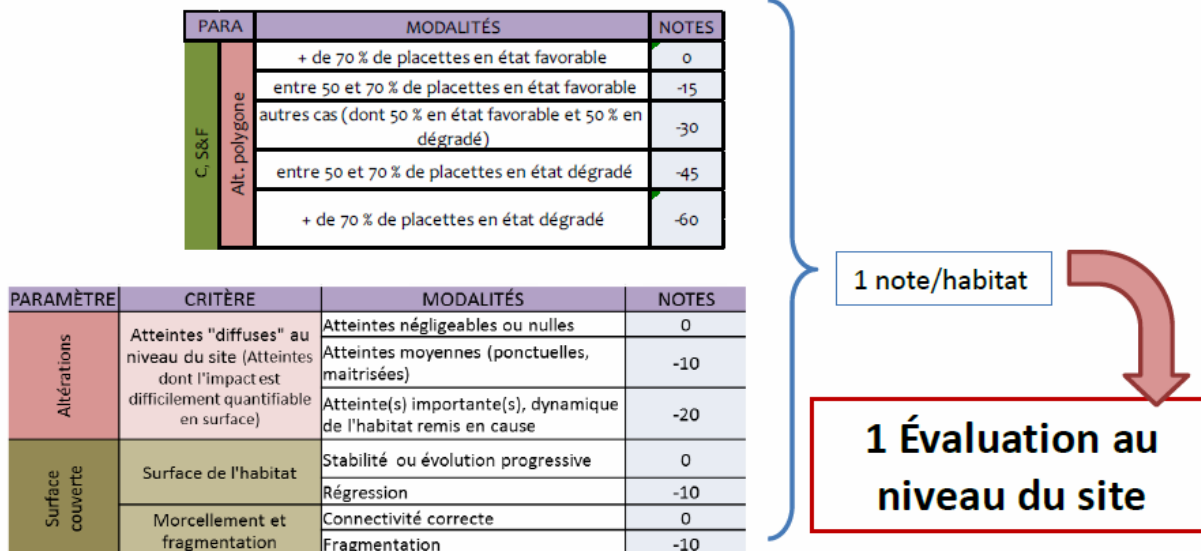 PARA MODALITÉS NOTES
C, S&F
Alt. polygone
+ de 70 % de placettes en état favorable 0
entre 50 et 70 % de placettes en état favorable -15
autres cas (dont 50 % en état favorable et 50 % en
dégradé) -30
entre 50 et 70 % de placettes en état dégradé -45
+ de 70 % de placettes en état dégradé -60
PARAMÈTRE CRITÈRE MODALITÉS NOTES
Altérations
Atteintes "diffuses" au
niveau du site (Atteintes
dont l'impact est
difficilement quantifiable
en surface)
Atteintes négligeables ou nulles 0
Atteintes moyennes (ponctuelles,
maitrisées) -10
Atteinte(s) importante(s), dynamique
de l'habitat remis en cause -20
Surface
couverte
Surface de l'habitat
Stabilité ou évolution progressive 0
Régression -10
Morcellement et
fragmentation
Connectivité correcte 0
Fragmentation -10
1 note/habitat
1 Évaluation au
niveau du site